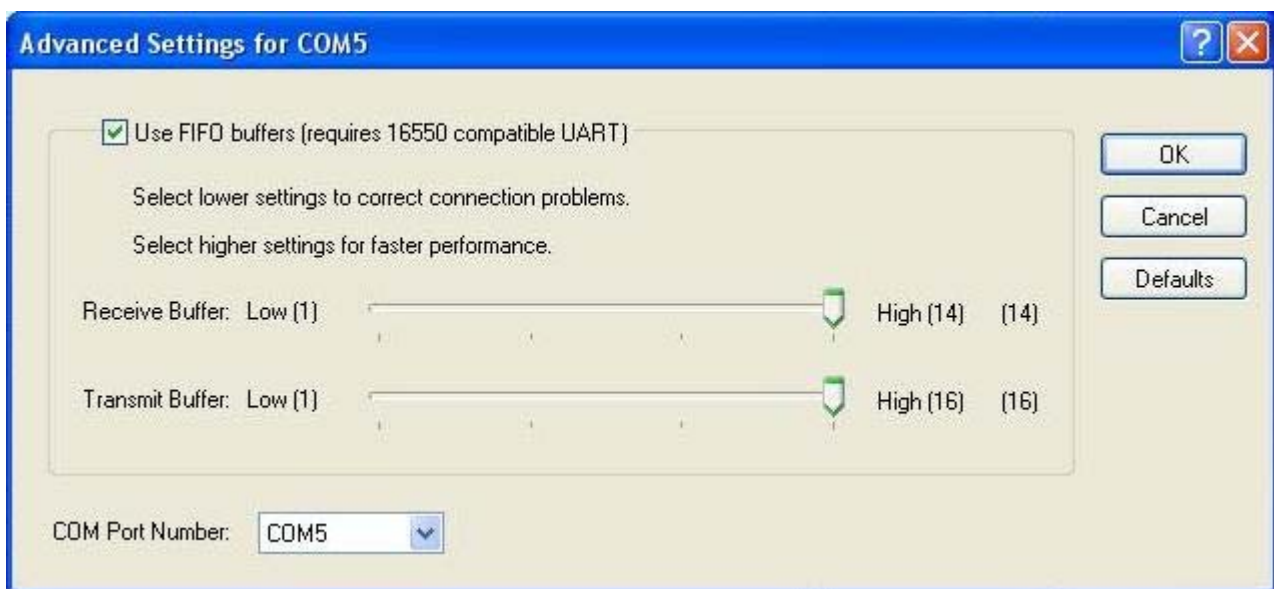 Advanced Settings for COM5
Use FIFO buffers (requires 16550 compatible UART)
Select lower settings to correct connection problems.
Select higher settings for faster performance.
Receive Buffer: Low (1) High (14) (14)
Transmit Buffer: Low (1) High (16) (16)
COM Port Number: COM5
OK
Cancel
Defaults